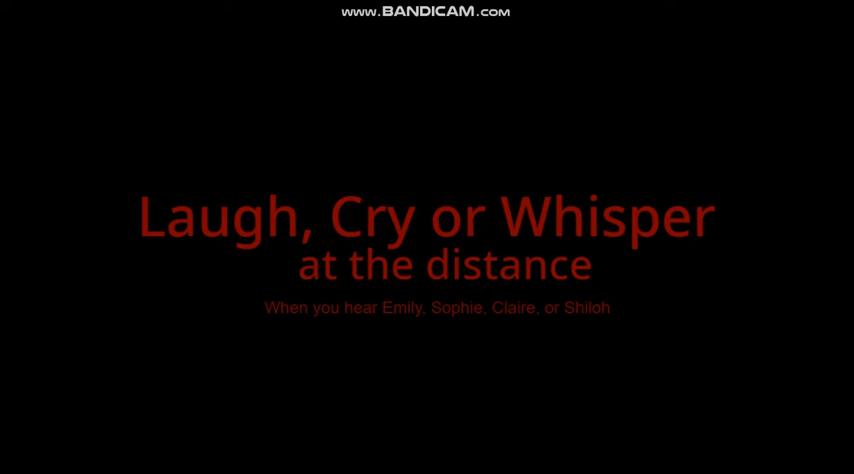 www.BANDICAM.com
Laugh, Cry or Whisper
at the distance
When you hear Emily, Sophie, Claire, or Shiloh